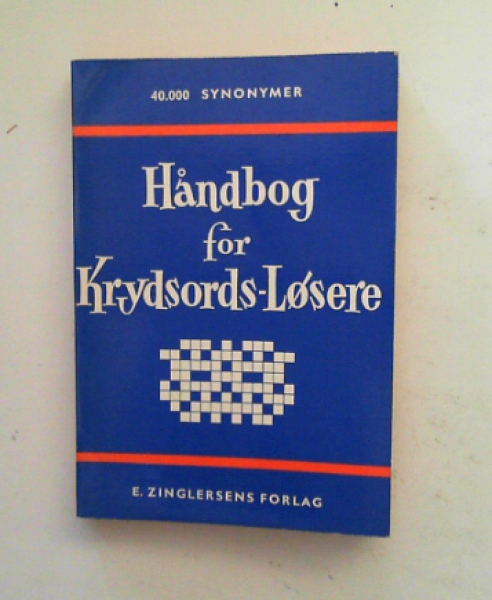 40.000 SYNONYMER
Håndbog
for
Krydsords-Løsere
E. ZINGLERSENS FORLAG